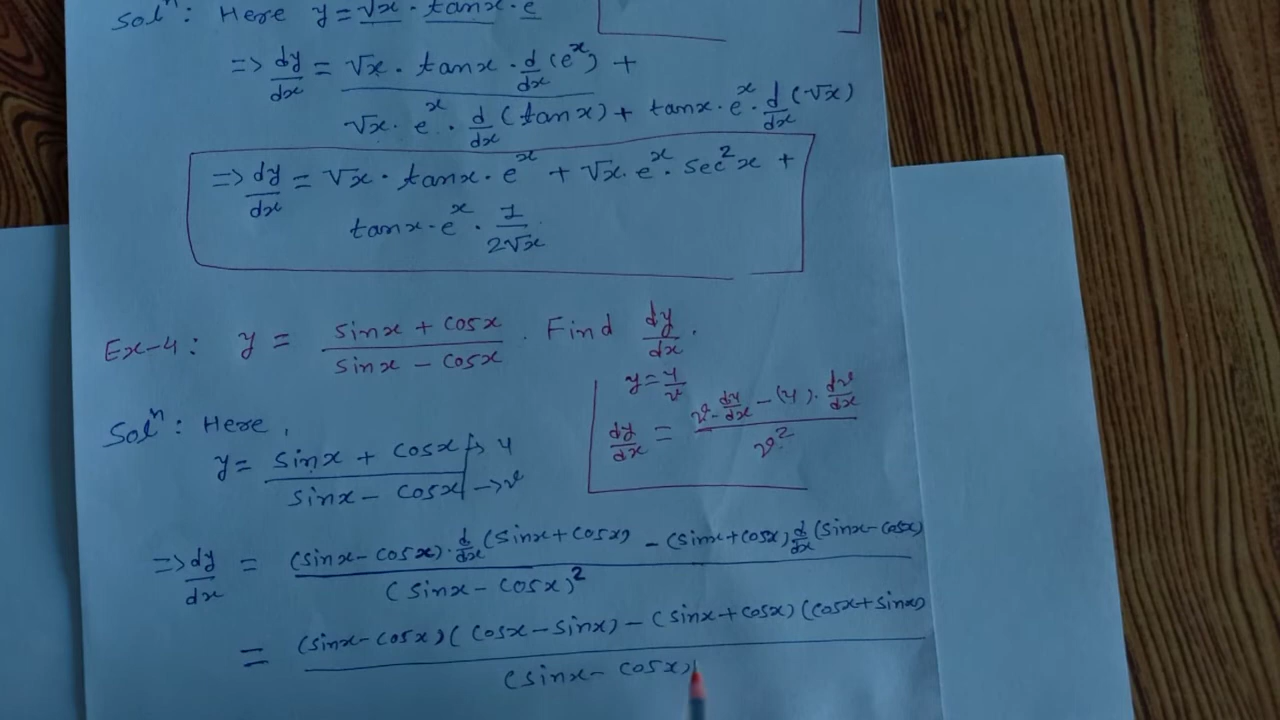 Solⁿ: Here y = √x · tanx · e
=> dy/dx = √x · tanx · d/dx (eˣ) +
√x · eˣ · d/dx (tanx) + tanx · eˣ · d/dx (√x)
=> dy/dx = √x · tanx · eˣ + √x · eˣ · sec²x +
tanx · eˣ · 1/2√x
Ex-4: y = sinx + cosx / sinx - cosx . Find dy/dx.
y = u/v
dy/dx = v · du/dx - (u) · dv/dx / v²
Solⁿ: Here,
y = sinx + cosx -> u / sinx - cosx -> v
=> dy/dx = (sinx - cosx) · d/dx (sinx + cosx) - (sinx + cosx) d/dx (sinx - cosx) / (sinx - cosx)²
= (sinx - cosx) (cosx - sinx) - (sinx + cosx) (cosx + sinx) / (sinx - cosx)